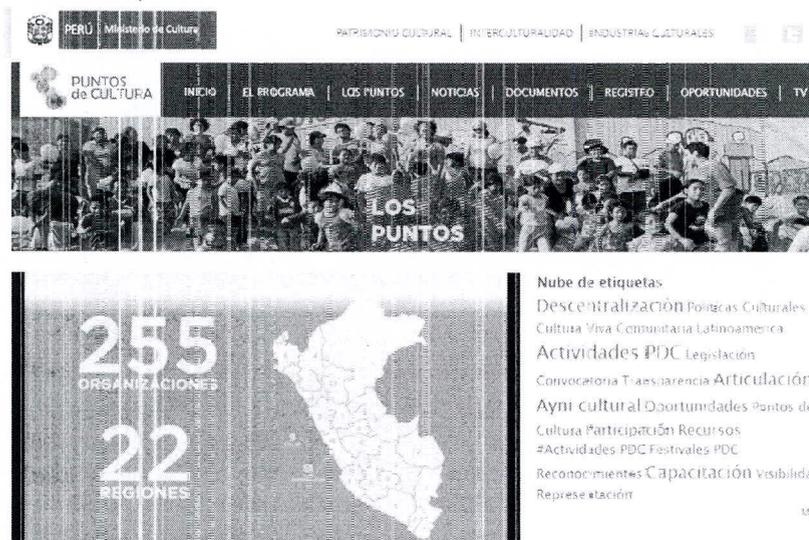 PERÚ Ministerio de Cultura
PATRIMONIO CULTURAL INTERCULTURALIDAD INDUSTRIAS CULTURALES
PUNTOS
de CULTURA
INICIO EL PROGRAMA LOS PUNTOS NOTICIAS DOCUMENTOS REGISTRO OPORTUNIDADES TV
LOS
PUNTOS
255
ORGANIZACIONES
22
REGIONES
Nube de etiquetas
Descentralización Políticas Culturales
Cultura Viva Comunitaria Latinoamerica
Actividades PDC Legislación
Convocatoria Transparencia Articulación
Ayni cultural Oportunidades Puntos de
Cultura Participación Recursos
#Actividades PDC Festivales PDC
Reconocimientos Capacitación Visibilida
Representación